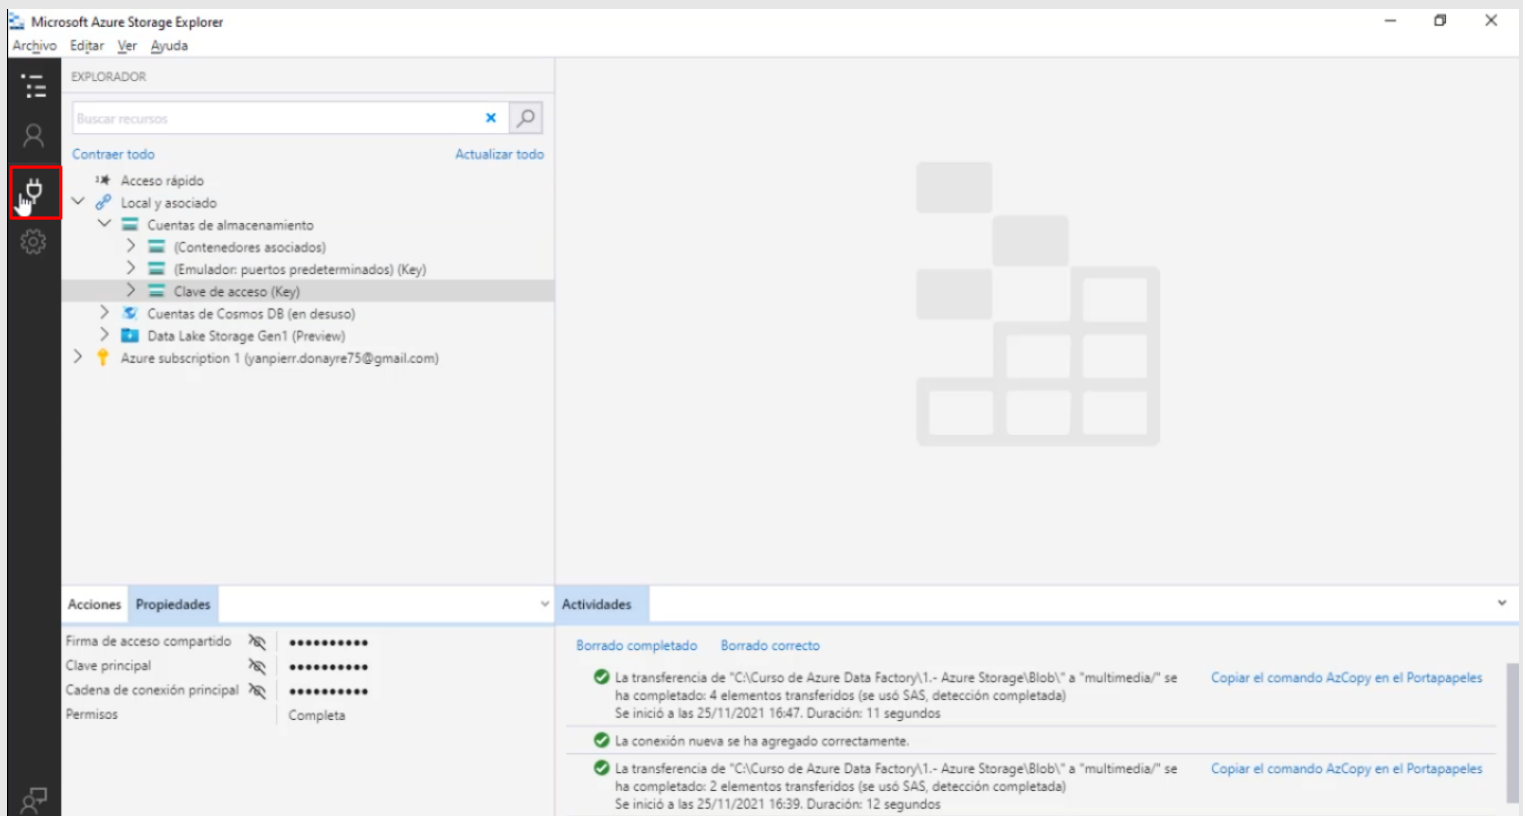 Microsoft Azure Storage Explorer
Archivo Editar Ver Ayuda
EXPLORADOR
Buscar recursos
Contraer todo
Actualizar todo
Acceso rápido
Local y asociado
Cuentas de almacenamiento
(Contenedores asociados)
(Emulador: puertos predeterminados) (Key)
Clave de acceso (Key)
Cuentas de Cosmos DB (en desuso)
Data Lake Storage Gen1 (Preview)
Azure subscription 1 (yanpierr.donayre75@gmail.com)
Acciones Propiedades
Firma de acceso compartido ••••••••••
Clave principal ••••••••••
Cadena de conexión principal ••••••••••
Permisos Completa
Actividades
Borrado completado Borrado correcto
La transferencia de "C:\Curso de Azure Data Factory\1.- Azure Storage\Blob\" a "multimedia/" se
ha completado: 4 elementos transferidos (se usó SAS, detección completada)
Se inició a las 25/11/2021 16:47. Duración: 11 segundos
Copiar el comando AzCopy en el Portapapeles
La conexión nueva se ha agregado correctamente.
La transferencia de "C:\Curso de Azure Data Factory\1.- Azure Storage\Blob\" a "multimedia/" se
ha completado: 2 elementos transferidos (se usó SAS, detección completada)
Se inició a las 25/11/2021 16:39. Duración: 12 segundos
Copiar el comando AzCopy en el Portapapeles